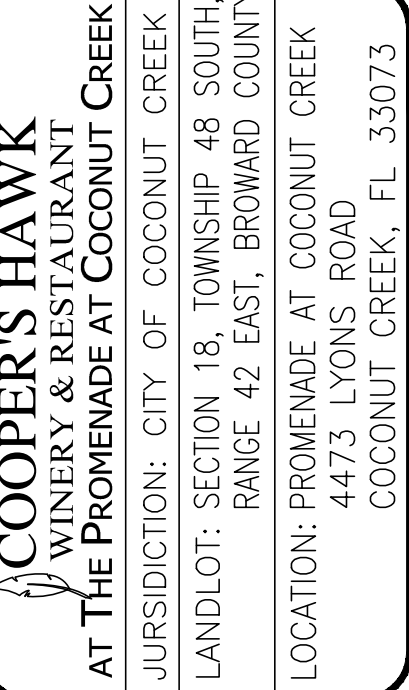 COOPER'S HAWK
WINERY & RESTAURANT
AT THE PROMENADE AT COCONUT CREEK
JURSIDICTION: CITY OF COCONUT CREEK
LANDLOT: SECTION 18, TOWNSHIP 48 SOUTH,
RANGE 42 EAST, BROWARD COUNTY
LOCATION: PROMENADE AT COCONUT CREEK
4473 LYONS ROAD
COCONUT CREEK, FL 33073